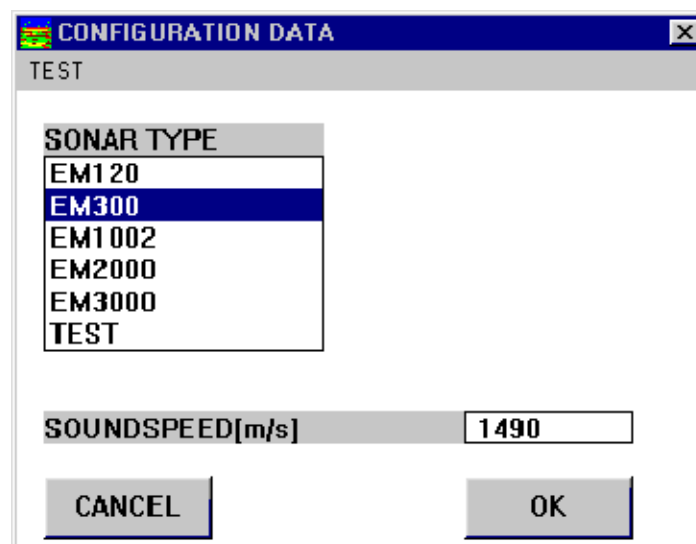 CONFIGURATION DATA
TEST
SONAR TYPE
EM120
EM300
EM1002
EM2000
EM3000
TEST
SOUNDSPEED[m/s] 1490
CANCEL OK